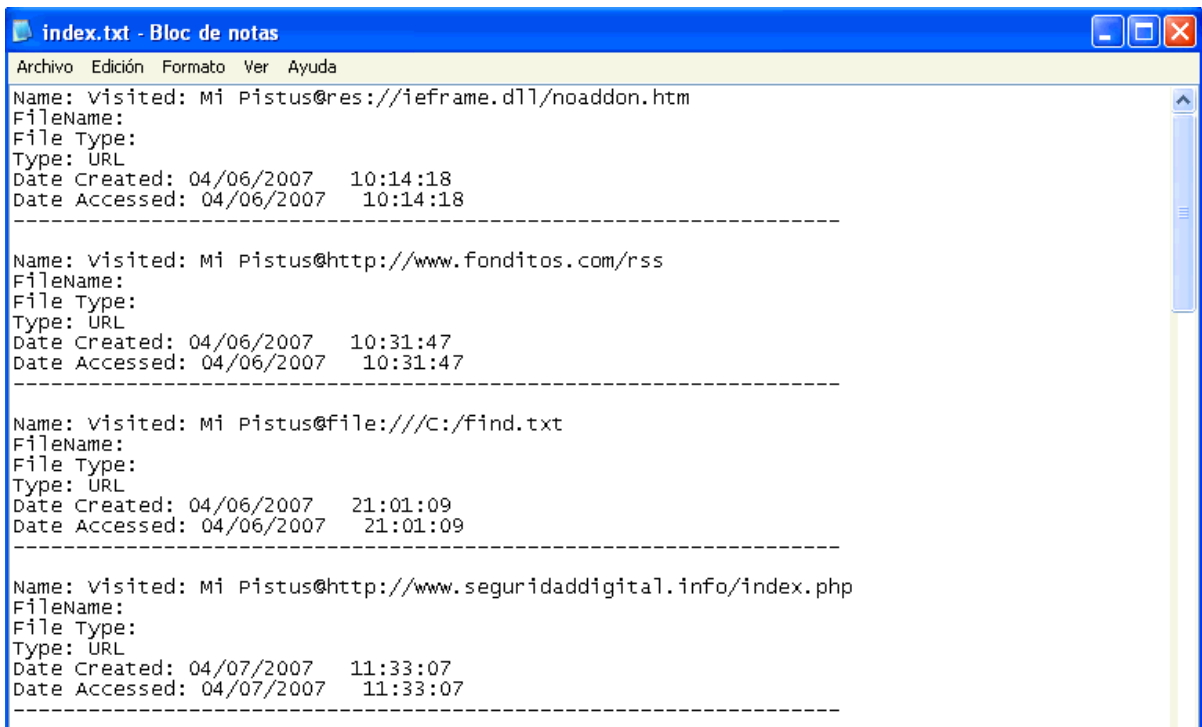 index.txt - Bloc de notas
Archivo Edición Formato Ver Ayuda
Name: Visited: Mi Pistus@res://ieframe.dll/noaddon.htm
FileName:
File Type:
Type: URL
Date Created: 04/06/2007   10:14:18
Date Accessed: 04/06/2007   10:14:18
------------------------------------------------------------------
Name: Visited: Mi Pistus@http://www.fonditos.com/rss
FileName:
File Type:
Type: URL
Date Created: 04/06/2007   10:31:47
Date Accessed: 04/06/2007   10:31:47
------------------------------------------------------------------
Name: Visited: Mi Pistus@file:///C:/find.txt
FileName:
File Type:
Type: URL
Date Created: 04/06/2007   21:01:09
Date Accessed: 04/06/2007   21:01:09
------------------------------------------------------------------
Name: Visited: Mi Pistus@http://www.seguridaddigital.info/index.php
FileName:
File Type:
Type: URL
Date Created: 04/07/2007   11:33:07
Date Accessed: 04/07/2007   11:33:07
------------------------------------------------------------------